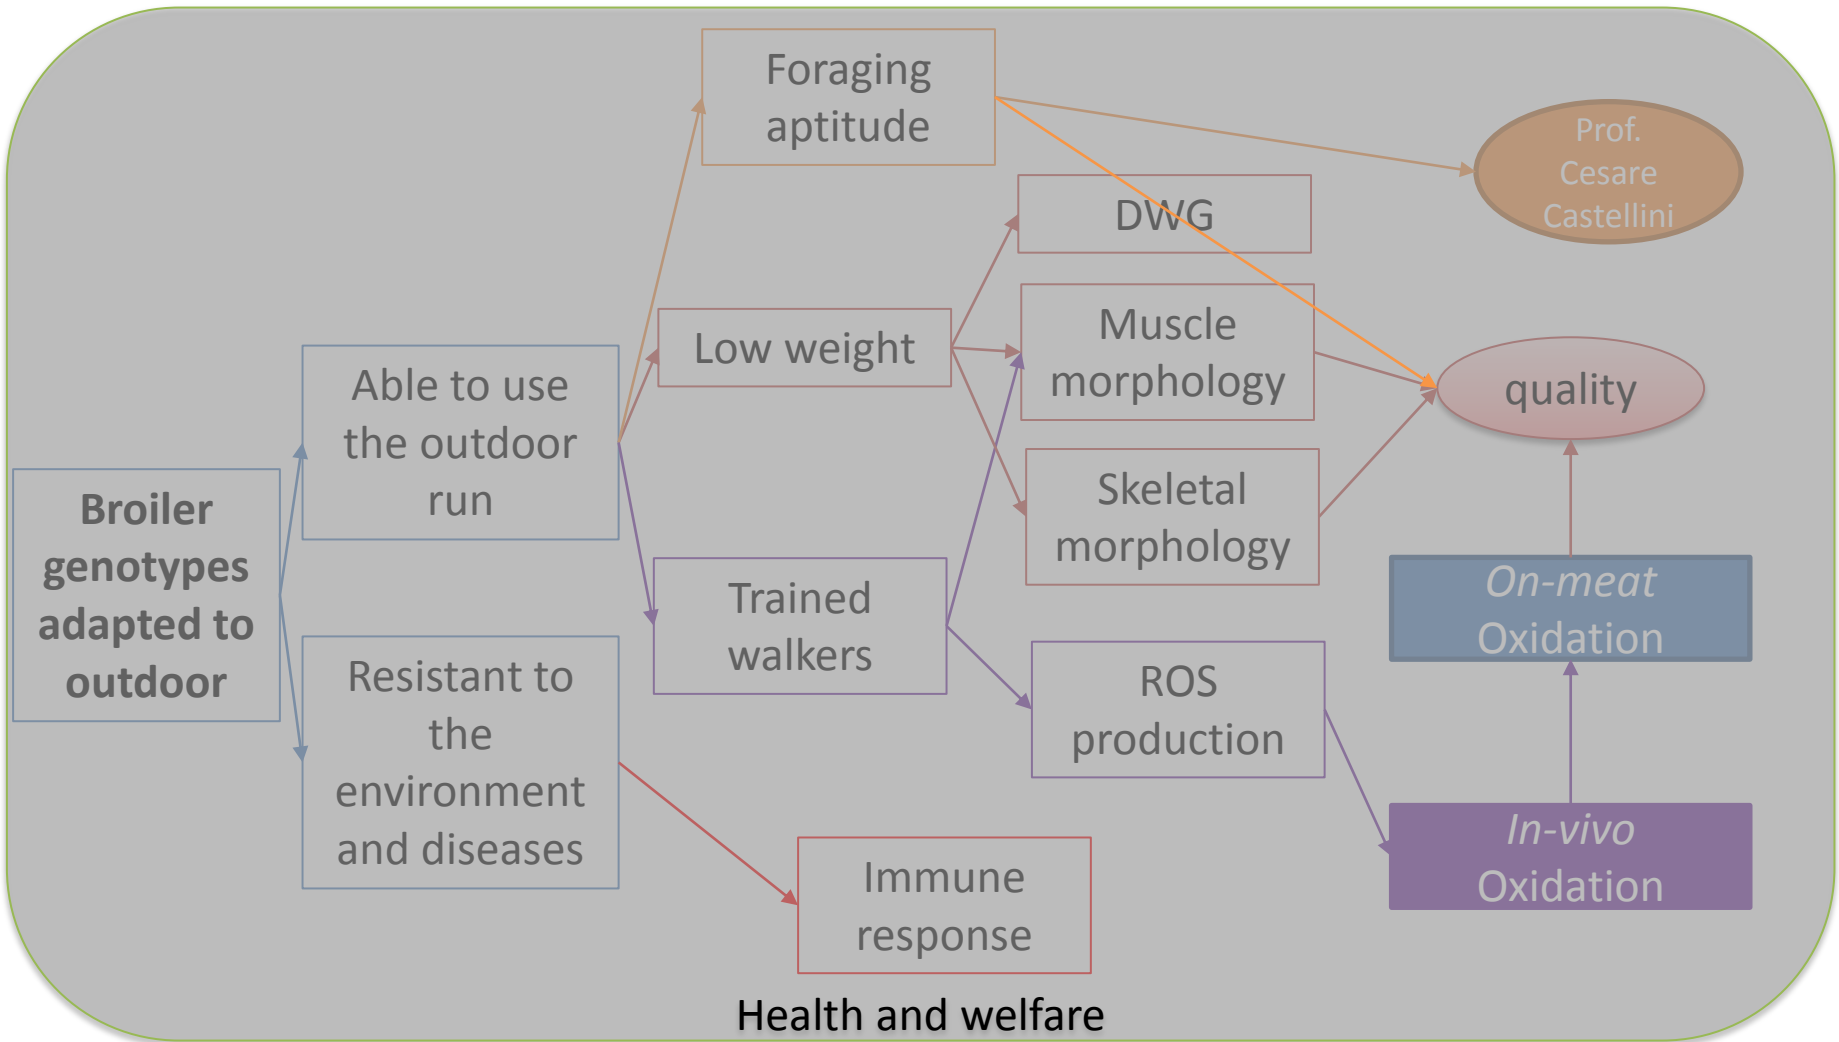 Foraging
aptitude
Prof.
Cesare
Castellini
DWG
Low weight
Muscle
morphology
quality
Able to use
the outdoor
run
Broiler
genotypes
adapted to
outdoor
Skeletal
morphology
On-meat
Oxidation
Trained
walkers
Resistant to
the
environment
and diseases
ROS
production
In-vivo
Oxidation
Immune
response
Health and welfare